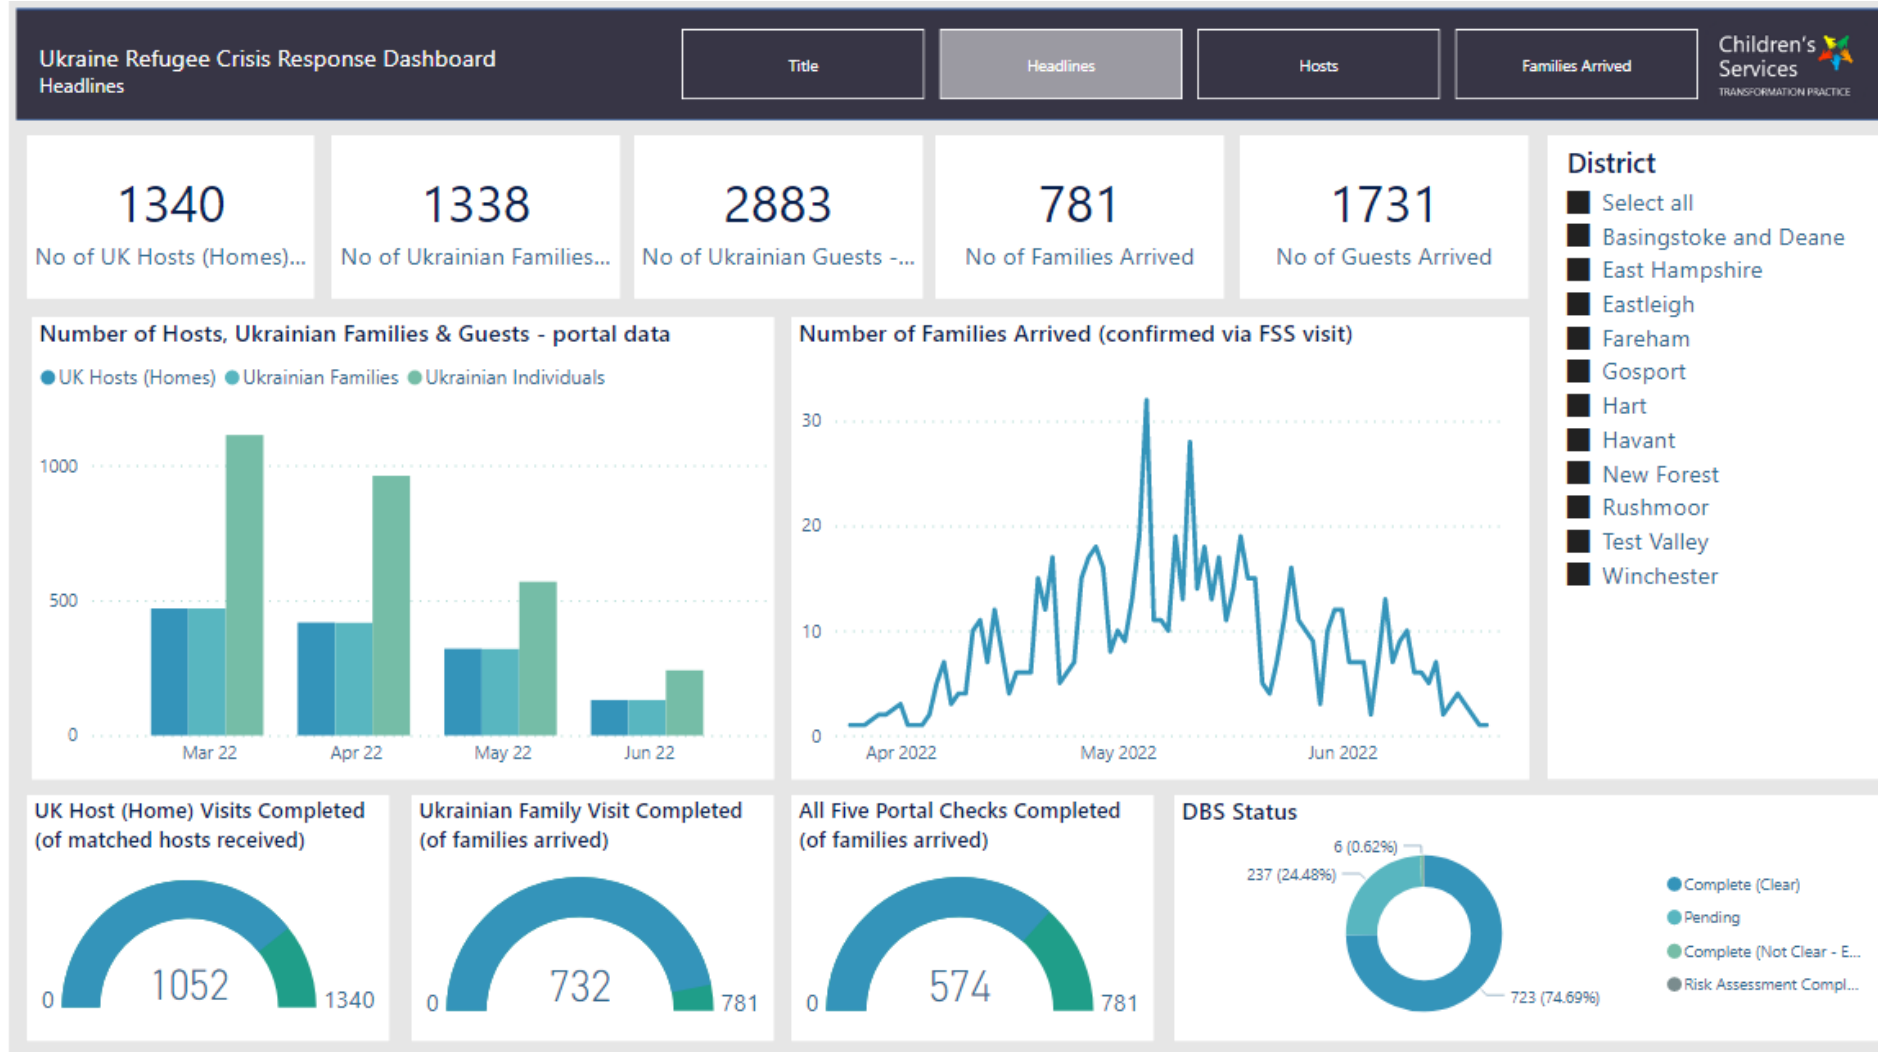 Ukraine Refugee Crisis Response Dashboard
Headlines
Title
Headlines
Hosts
Families Arrived
Children's
Services
TRANSFORMATION PRACTICE
1340
No of UK Hosts (Homes)...
1338
No of Ukrainian Families...
2883
No of Ukrainian Guests -...
781
No of Families Arrived
1731
No of Guests Arrived
District
Select all
Basingstoke and Deane
East Hampshire
Eastleigh
Fareham
Gosport
Hart
Havant
New Forest
Rushmoor
Test Valley
Winchester
Number of Hosts, Ukrainian Families & Guests - portal data
UK Hosts (Homes) Ukrainian Families Ukrainian Individuals
1000
500
0
Mar 22 Apr 22 May 22 Jun 22
Number of Families Arrived (confirmed via FSS visit)
30
20
10
0
Apr 2022 May 2022 Jun 2022
UK Host (Home) Visits Completed
(of matched hosts received)
1052
0 1340
Ukrainian Family Visit Completed
(of families arrived)
732
0 781
All Five Portal Checks Completed
(of families arrived)
574
0 781
DBS Status
6 (0.62%)
237 (24.48%)
723 (74.69%)
Complete (Clear)
Pending
Complete (Not Clear - E...
Risk Assessment Compl...